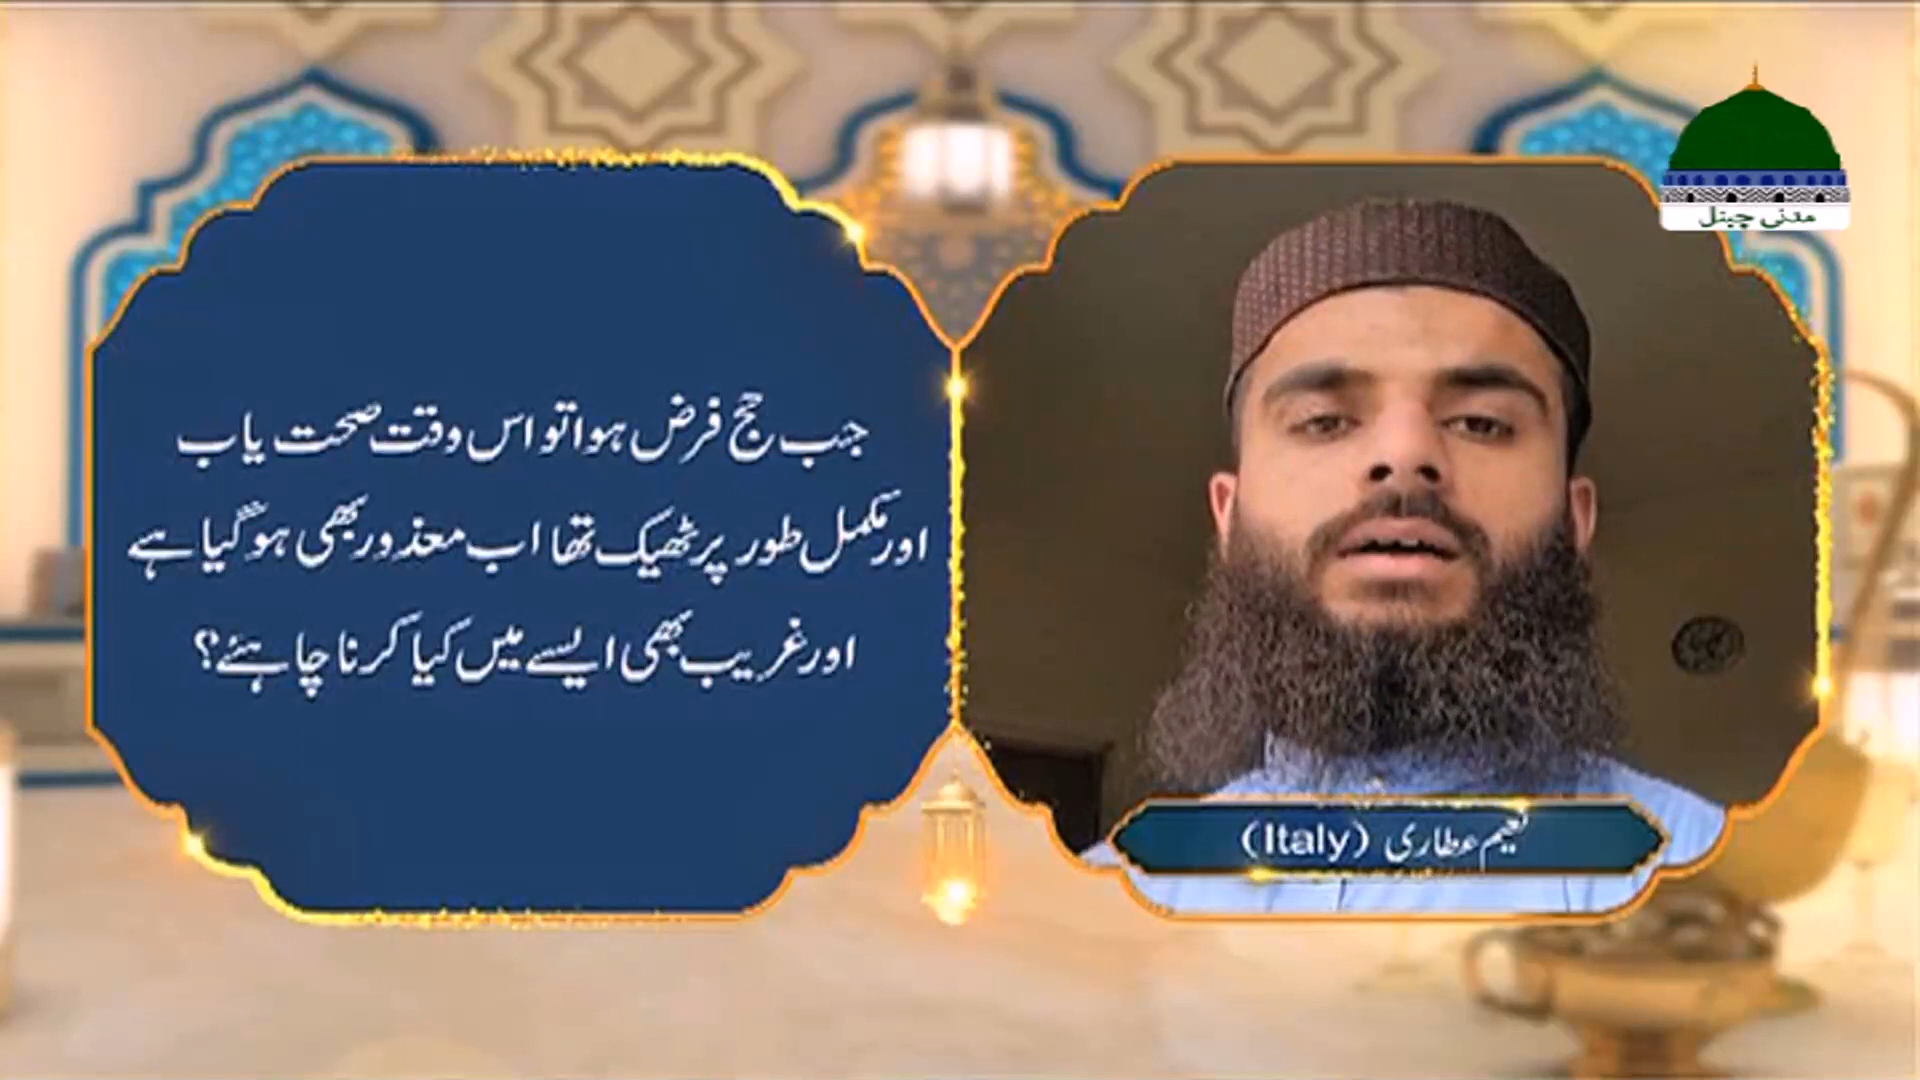 جب حج فرض ہوا تو اس وقت صحت یاب
اور مکمل طور پر ٹھیک تھا اب معذور بھی ہو گیا ہے
اور غریب بھی ایسے میں کیا کرنا چاہئے؟
مدنی چینل
نعیم عطاری (Italy)